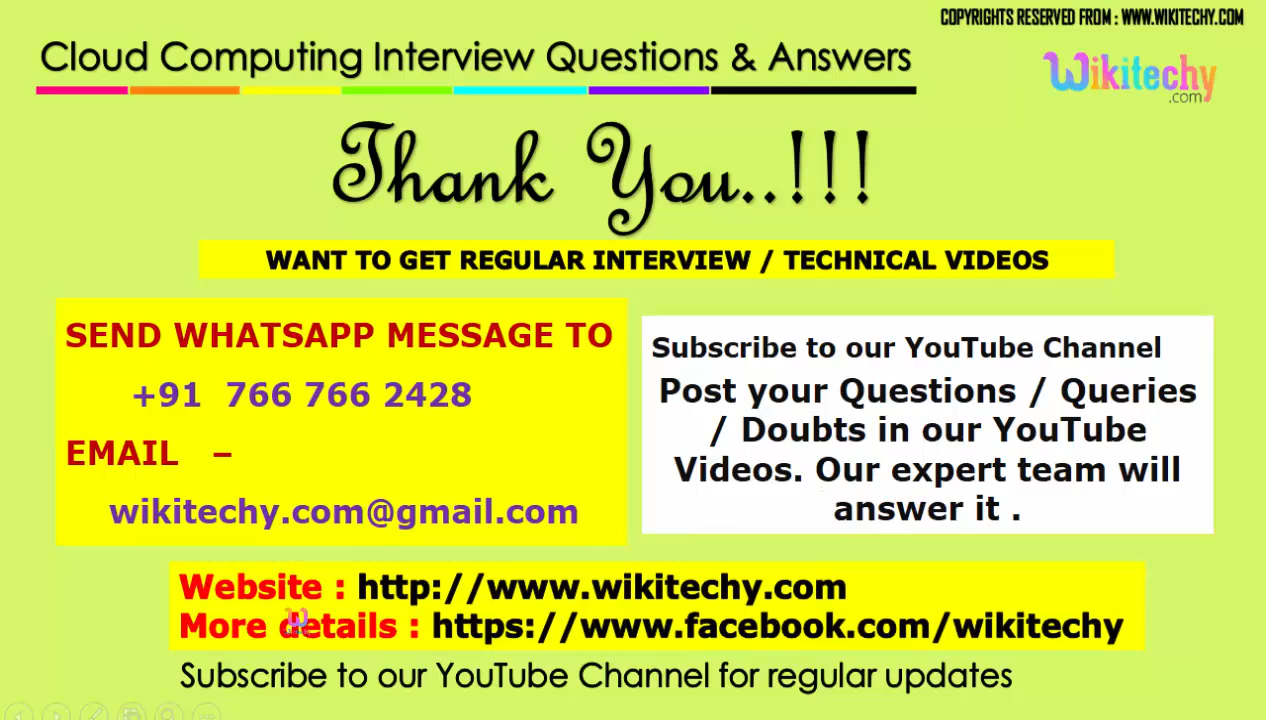 COPYRIGHTS RESERVED FROM : WWW.WIKITECHY.COM
Cloud Computing Interview Questions & Answers
Wikitechy
.com
Thank You..!!!
WANT TO GET REGULAR INTERVIEW / TECHNICAL VIDEOS
SEND WHATSAPP MESSAGE TO
+91 766 766 2428
EMAIL –
wikitechy.com@gmail.com
Subscribe to our YouTube Channel
Post your Questions / Queries
/ Doubts in our YouTube
Videos. Our expert team will
answer it .
Website : http://www.wikitechy.com
More details : https://www.facebook.com/wikitechy
Subscribe to our YouTube Channel for regular updates